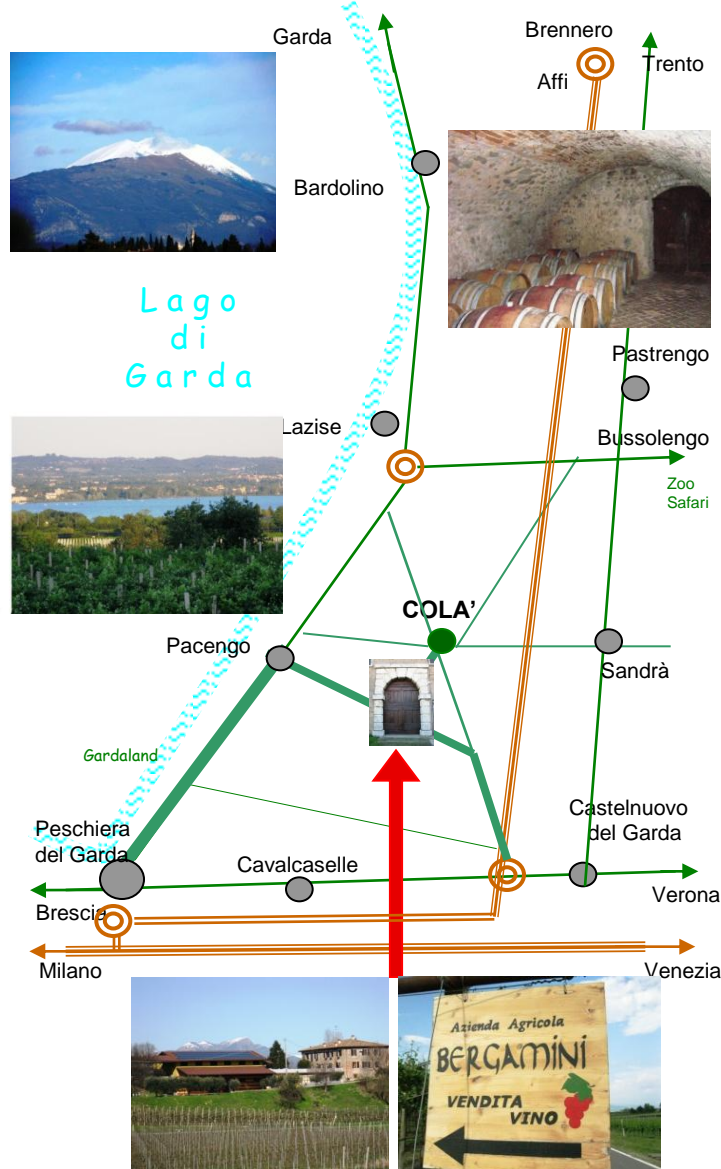 Brennero
Garda
Trento
Affi
Bardolino
Lago
di
Garda
Pastrengo
Lazise
Bussolengo
Zoo
Safari
COLA'
Pacengo
Sandrà
Gardaland
Castelnuovo
del Garda
Peschiera
del Garda
Cavalcaselle
Verona
Brescia
Milano
Venezia
Azienda Agricola
BERGAMINI
VENDITA
VINO